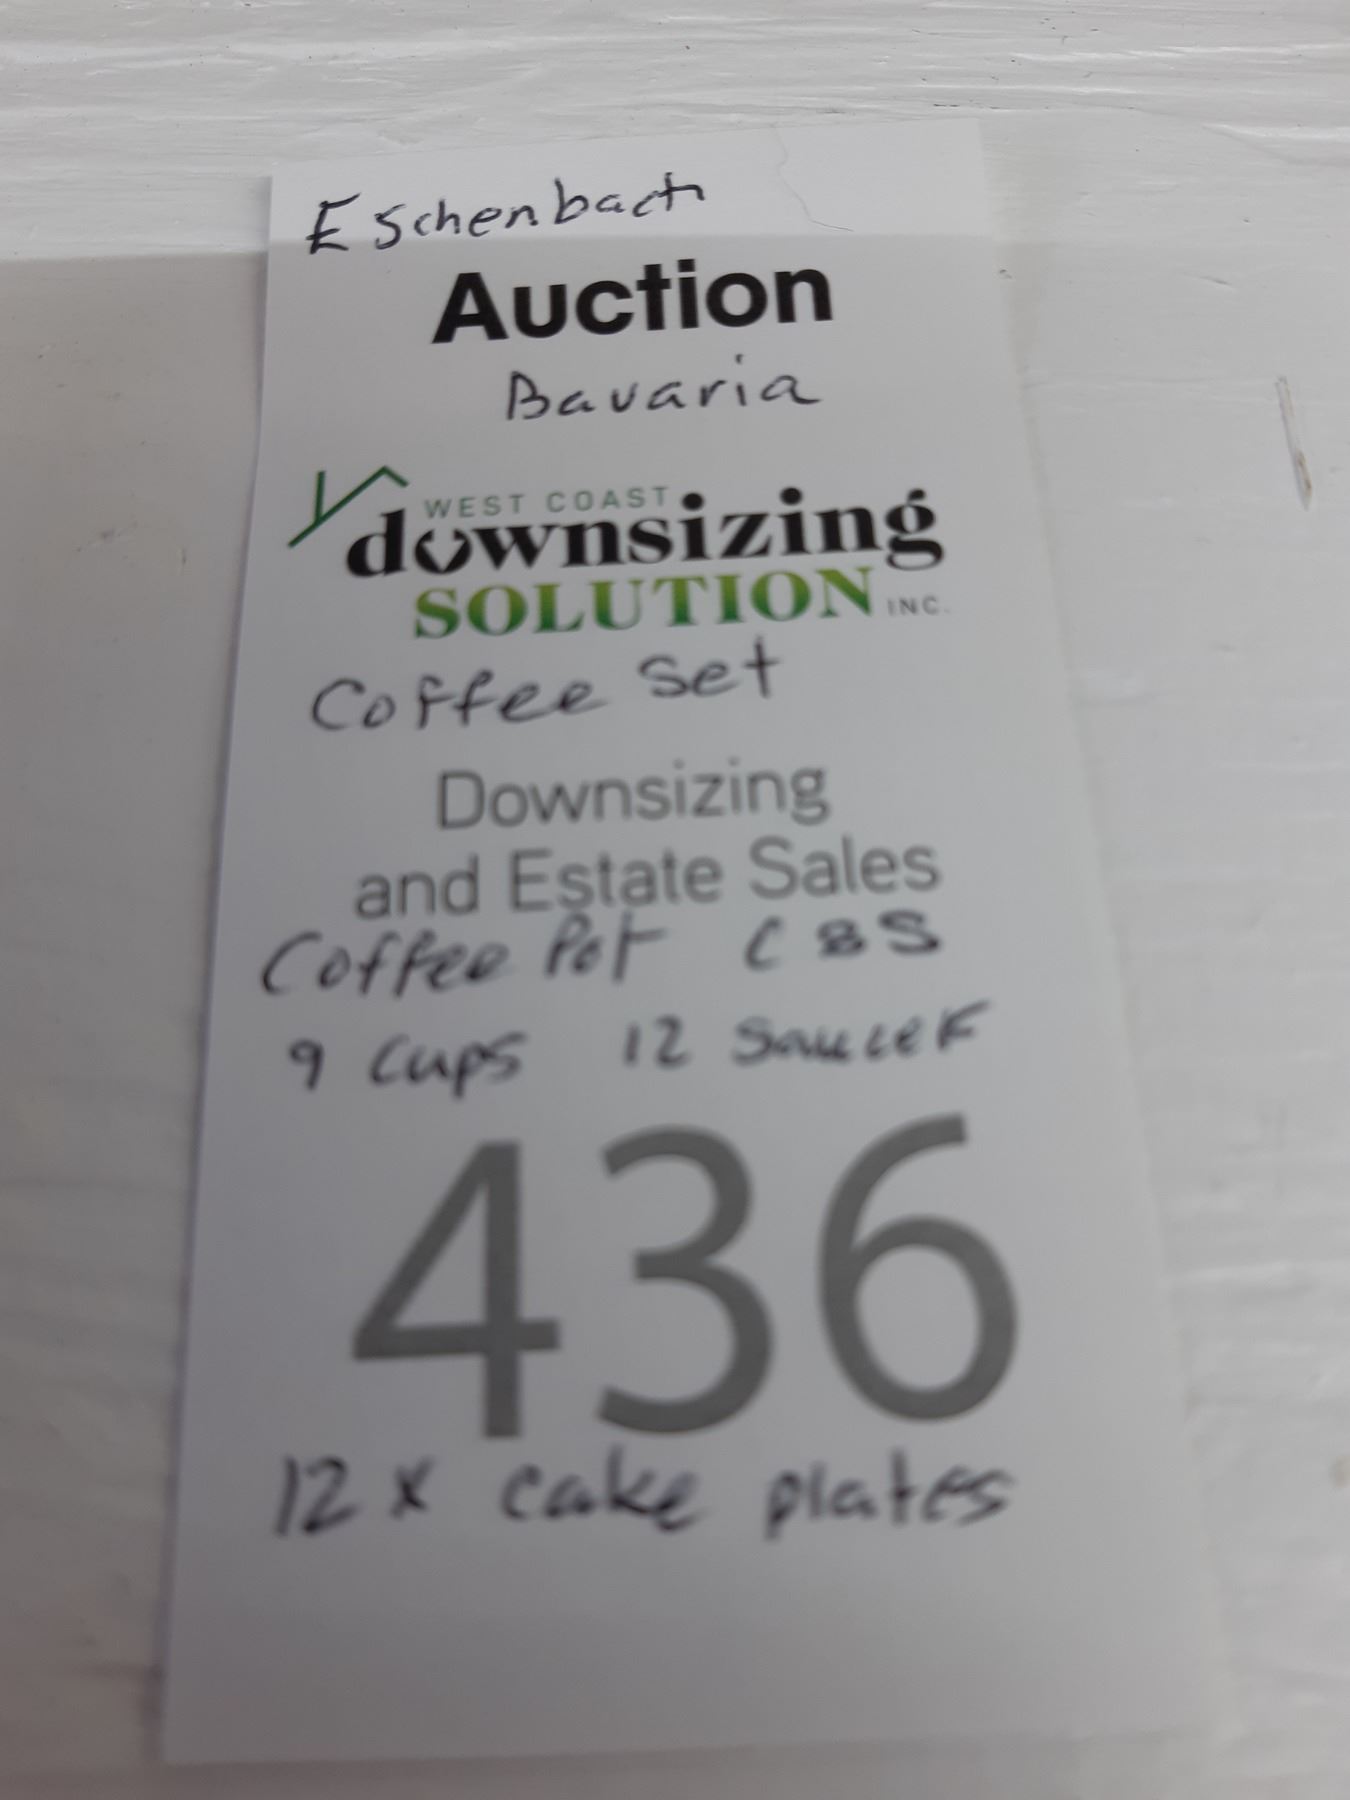 Eschenbach
Auction
Bavaria
WEST COAST
downsizing
SOLUTION INC.
Coffee Set
Downsizing
and Estate Sales
Coffee Pot C&S
9 Cups 12 Saucer
436
12 x cake plates